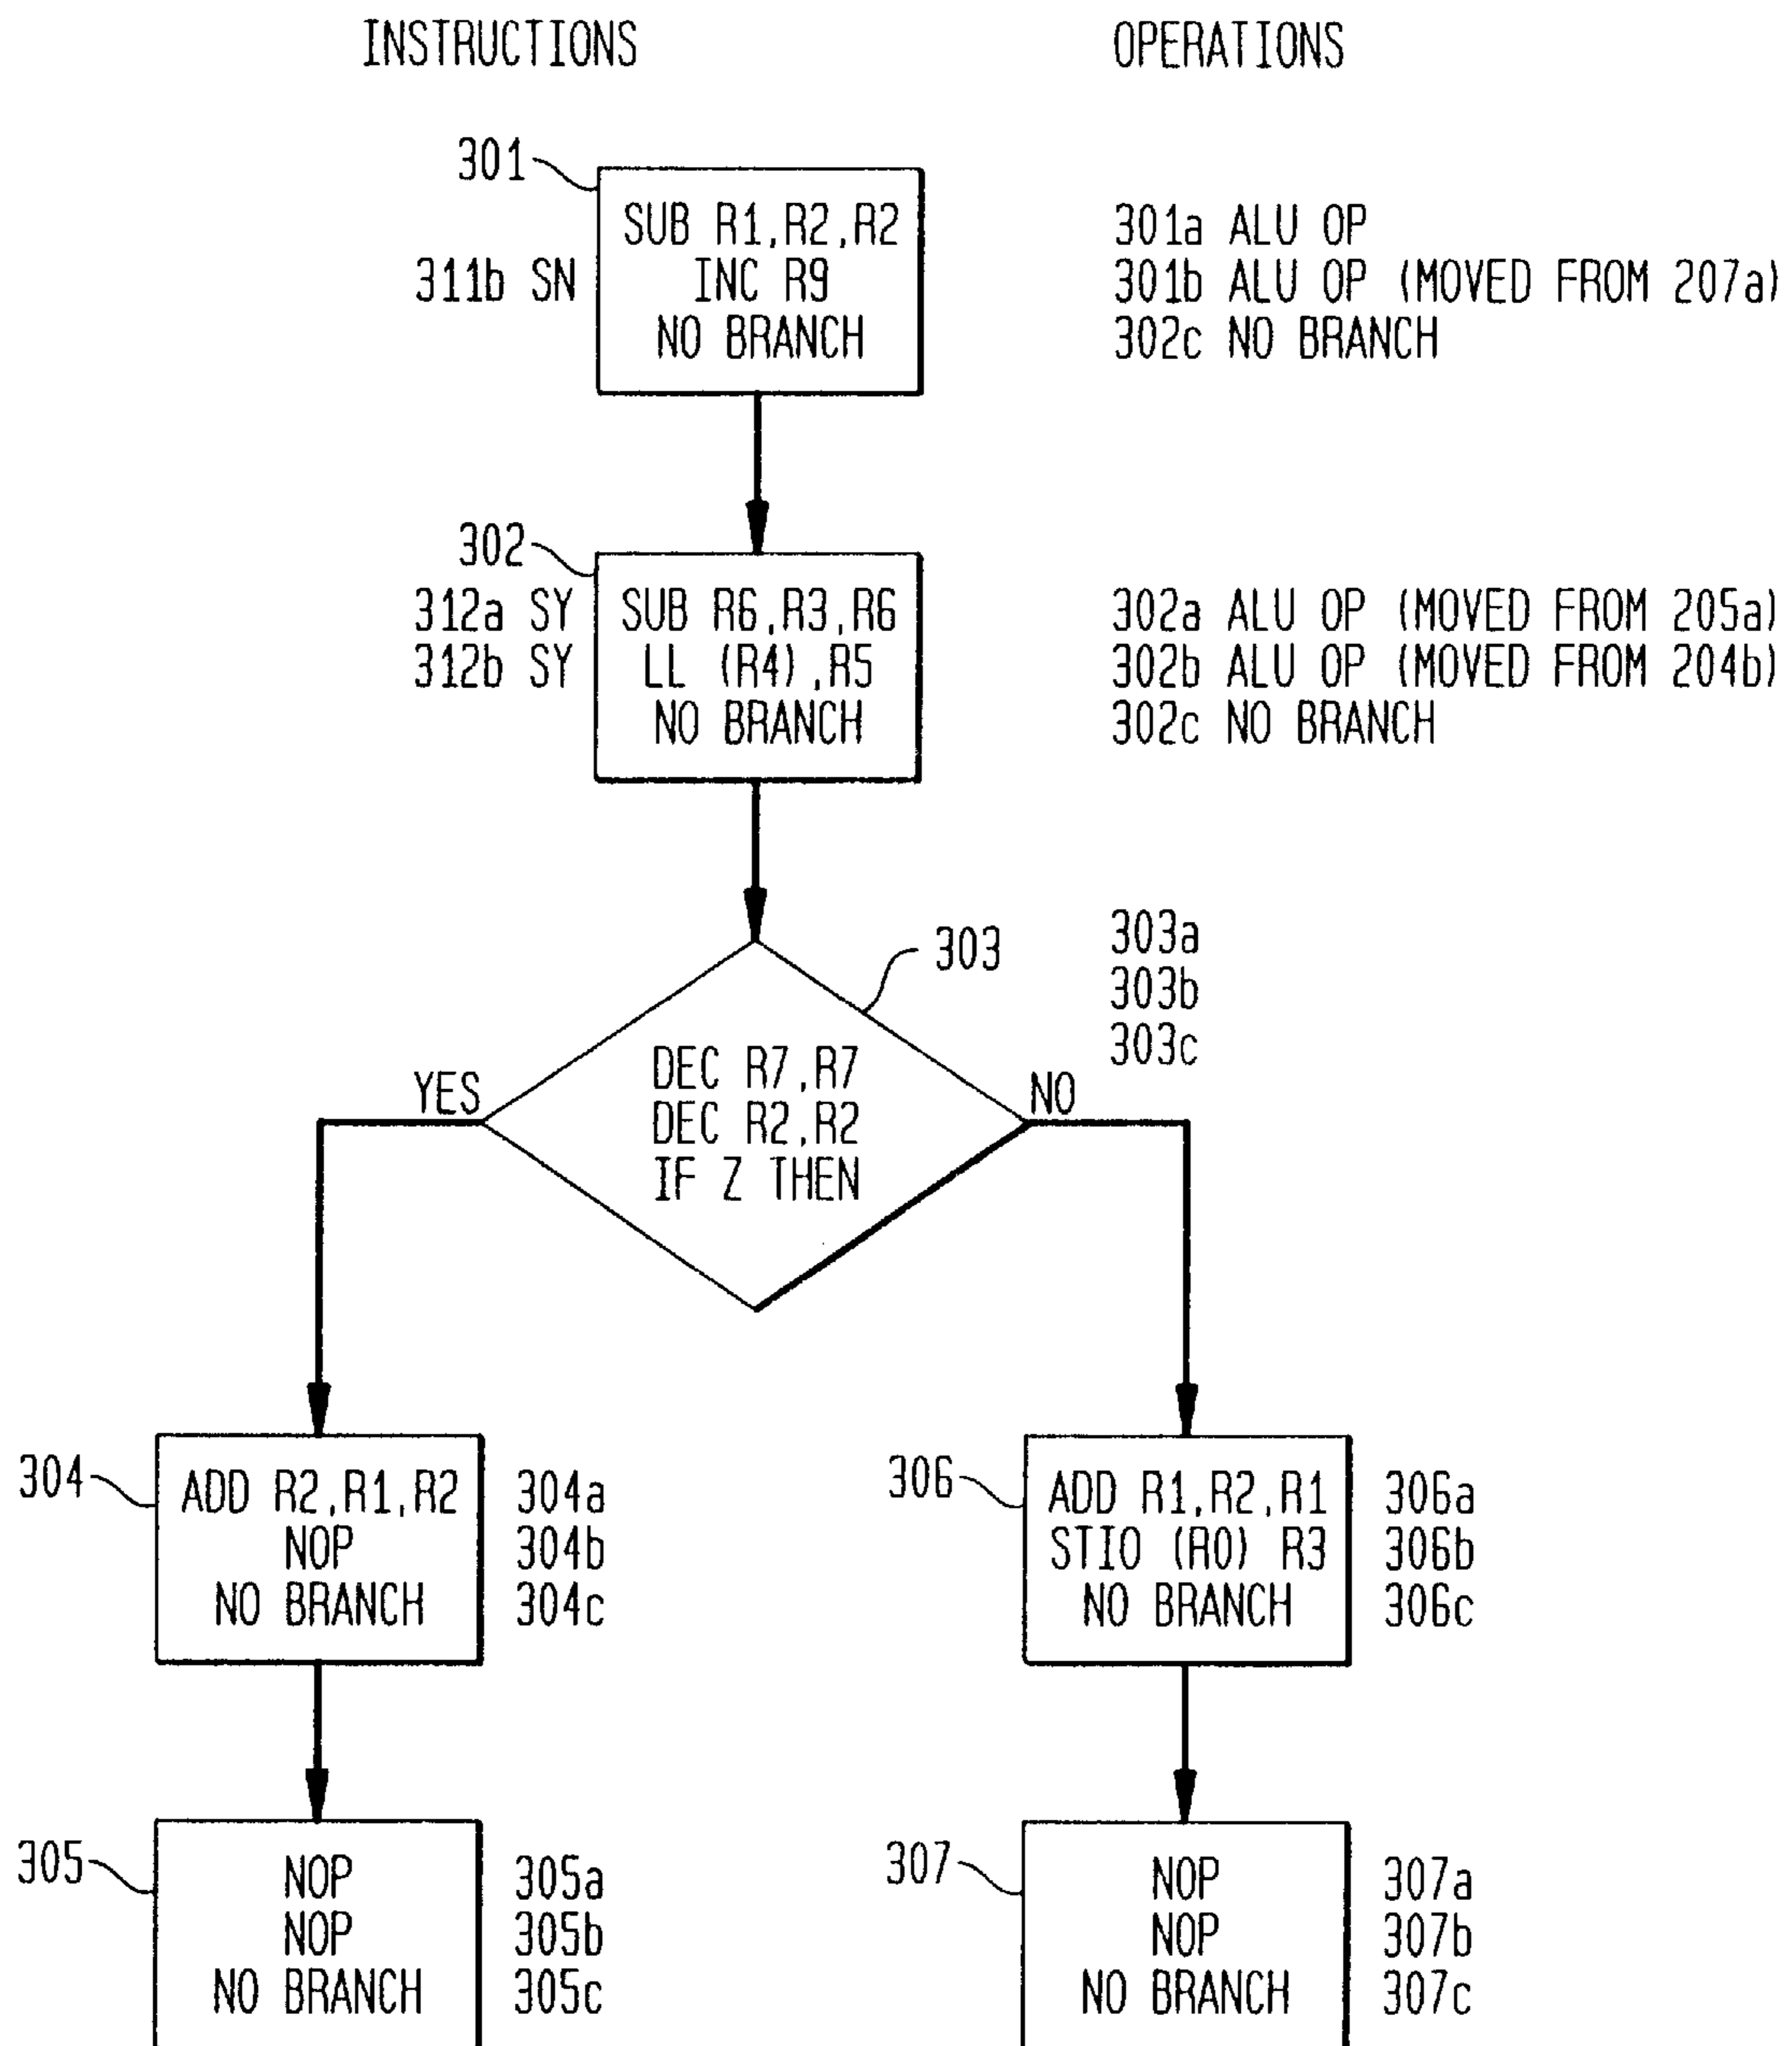 INSTRUCTIONS OPERATIONS
301
SUB R1,R2,R2 301a ALU OP
311b SN INC R9 301b ALU OP (MOVED FROM 207a)
NO BRANCH 302c NO BRANCH
302
312a SY SUB R6,R3,R6 302a ALU OP (MOVED FROM 205a)
312b SY LL (R4),R5 302b ALU OP (MOVED FROM 204b)
NO BRANCH 302c NO BRANCH
303 303a
303b
303c
YES DEC R7,R7 NO
DEC R2,R2
IF Z THEN
304 ADD R2,R1,R2 304a 306 ADD R1,R2,R1 306a
NOP 304b STIO (R0) R3 306b
NO BRANCH 304c NO BRANCH 306c
305 NOP 305a 307 NOP 307a
NOP 305b NOP 307b
NO BRANCH 305c NO BRANCH 307c